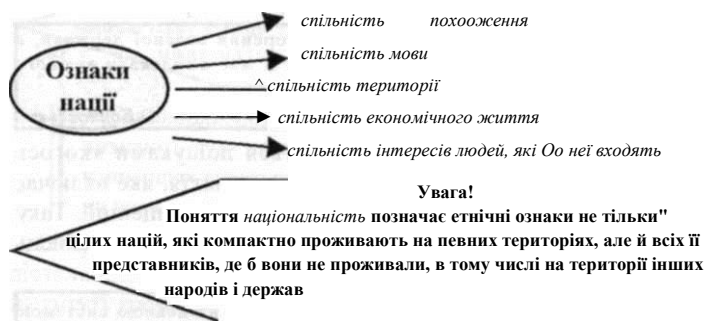 Ознаки
нації
спільність похооження
спільність мови
^спільність території
спільність економічного життя
спільність інтересів людей, які Оо неї входять
Увага!
Поняття національність позначає етнічні ознаки не тільки"
цілих націй, які компактно проживають на певних територіях, але й всіх її
представників, де б вони не проживали, в тому числі на території інших
народів і держав